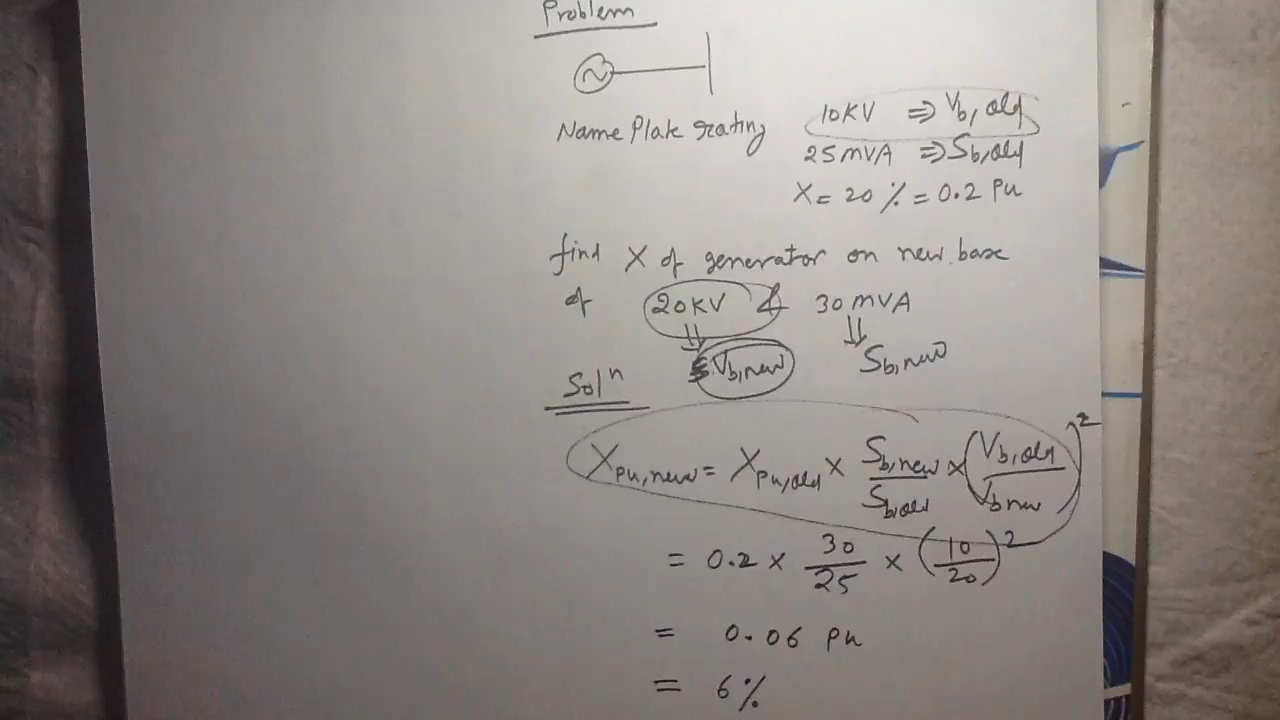 Problem
Name Plate rating 10KV ⇒ Vb,old
25MVA ⇒ Sb,old
X = 20 % = 0.2 Pu
find X of generator on new base
of 20KV & 30 MVA
⇓ ⇓
Vb,new Sb,new
Solⁿ
Xpu,new = Xpu,old × Sb,new/Sb,old × (Vb,old/Vb new)²
= 0.2 × 30/25 × (10/20)²
= 0.06 pu
= 6%